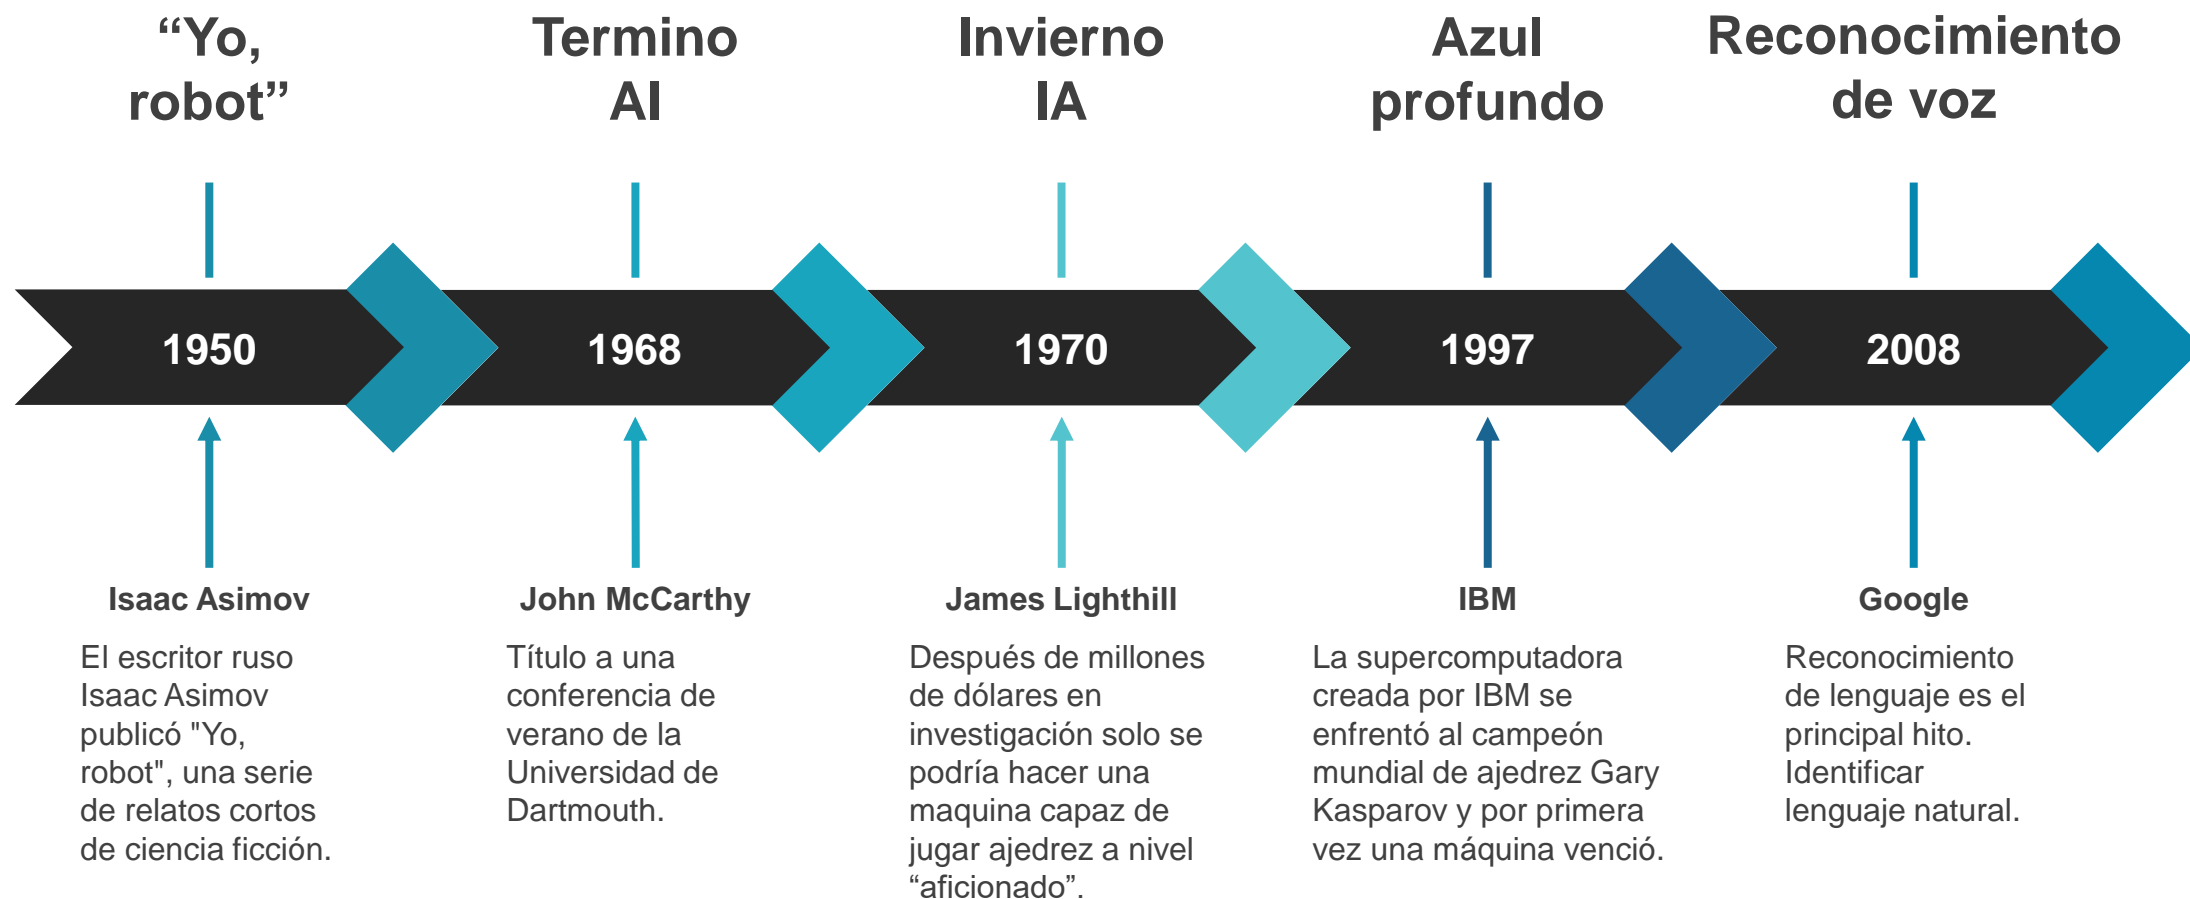 “Yo,
robot”
Termino
AI
Invierno
IA
Azul
profundo
Reconocimiento
de voz
1950
1968
1970
1997
2008
Isaac Asimov
El escritor ruso
Isaac Asimov
publicó "Yo,
robot", una serie
de relatos cortos
de ciencia ficción.
John McCarthy
Título a una
conferencia de
verano de la
Universidad de
Dartmouth.
James Lighthill
Después de millones
de dólares en
investigación solo se
podría hacer una
maquina capaz de
jugar ajedrez a nivel
“aficionado”.
IBM
La supercomputadora
creada por IBM se
enfrentó al campeón
mundial de ajedrez Gary
Kasparov y por primera
vez una máquina venció.
Google
Reconocimiento
de lenguaje es el
principal hito.
Identificar
lenguaje natural.